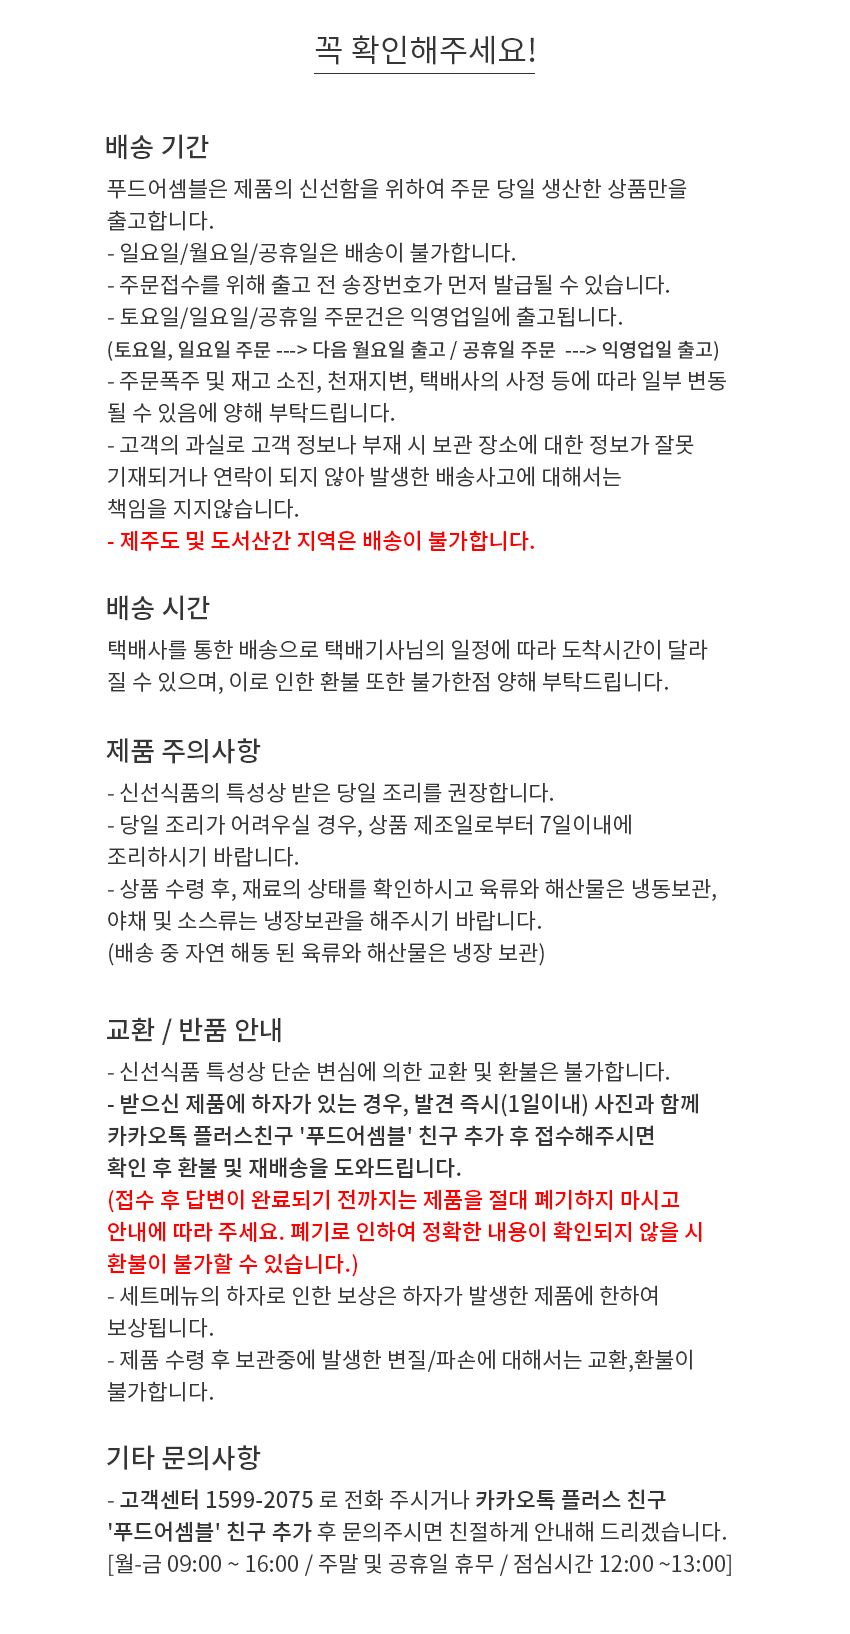 꼭 확인해주세요!
배송 기간
푸드어셈블은 제품의 신선함을 위하여 주문 당일 생산한 상품만을
출고합니다.
- 일요일/월요일/공휴일은 배송이 불가합니다.
- 주문접수를 위해 출고 전 송장번호가 먼저 발급될 수 있습니다.
- 토요일/일요일/공휴일 주문건은 익영업일에 출고됩니다.
(토요일, 일요일 주문 ---> 다음 월요일 출고 / 공휴일 주문 ---> 익영업일 출고)
- 주문폭주 및 재고 소진, 천재지변, 택배사의 사정 등에 따라 일부 변동
될 수 있음에 양해 부탁드립니다.
- 고객의 과실로 고객 정보나 부재 시 보관 장소에 대한 정보가 잘못
기재되거나 연락이 되지 않아 발생한 배송사고에 대해서는
책임을 지지않습니다.
- 제주도 및 도서산간 지역은 배송이 불가합니다.
배송 시간
택배사를 통한 배송으로 택배기사님의 일정에 따라 도착시간이 달라
질 수 있으며, 이로 인한 환불 또한 불가한점 양해 부탁드립니다.
제품 주의사항
- 신선식품의 특성상 받은 당일 조리를 권장합니다.
- 당일 조리가 어려우실 경우, 상품 제조일로부터 7일이내에
조리하시기 바랍니다.
- 상품 수령 후, 재료의 상태를 확인하시고 육류와 해산물은 냉동보관,
야채 및 소스류는 냉장보관을 해주시기 바랍니다.
(배송 중 자연 해동 된 육류와 해산물은 냉장 보관)
교환 / 반품 안내
- 신선식품 특성상 단순 변심에 의한 교환 및 환불은 불가합니다.
- 받으신 제품에 하자가 있는 경우, 발견 즉시(1일이내) 사진과 함께
카카오톡 플러스친구 '푸드어셈블' 친구 추가 후 접수해주시면
확인 후 환불 및 재배송을 도와드립니다.
(접수 후 답변이 완료되기 전까지는 제품을 절대 폐기하지 마시고
안내에 따라 주세요. 폐기로 인하여 정확한 내용이 확인되지 않을 시
환불이 불가할 수 있습니다.)
- 세트메뉴의 하자로 인한 보상은 하자가 발생한 제품에 한하여
보상됩니다.
- 제품 수령 후 보관중에 발생한 변질/파손에 대해서는 교환,환불이
불가합니다.
기타 문의사항
- 고객센터 1599-2075 로 전화 주시거나 카카오톡 플러스 친구
'푸드어셈블' 친구 추가 후 문의주시면 친절하게 안내해 드리겠습니다.
[월-금 09:00 ~ 16:00 / 주말 및 공휴일 휴무 / 점심시간 12:00 ~13:00]